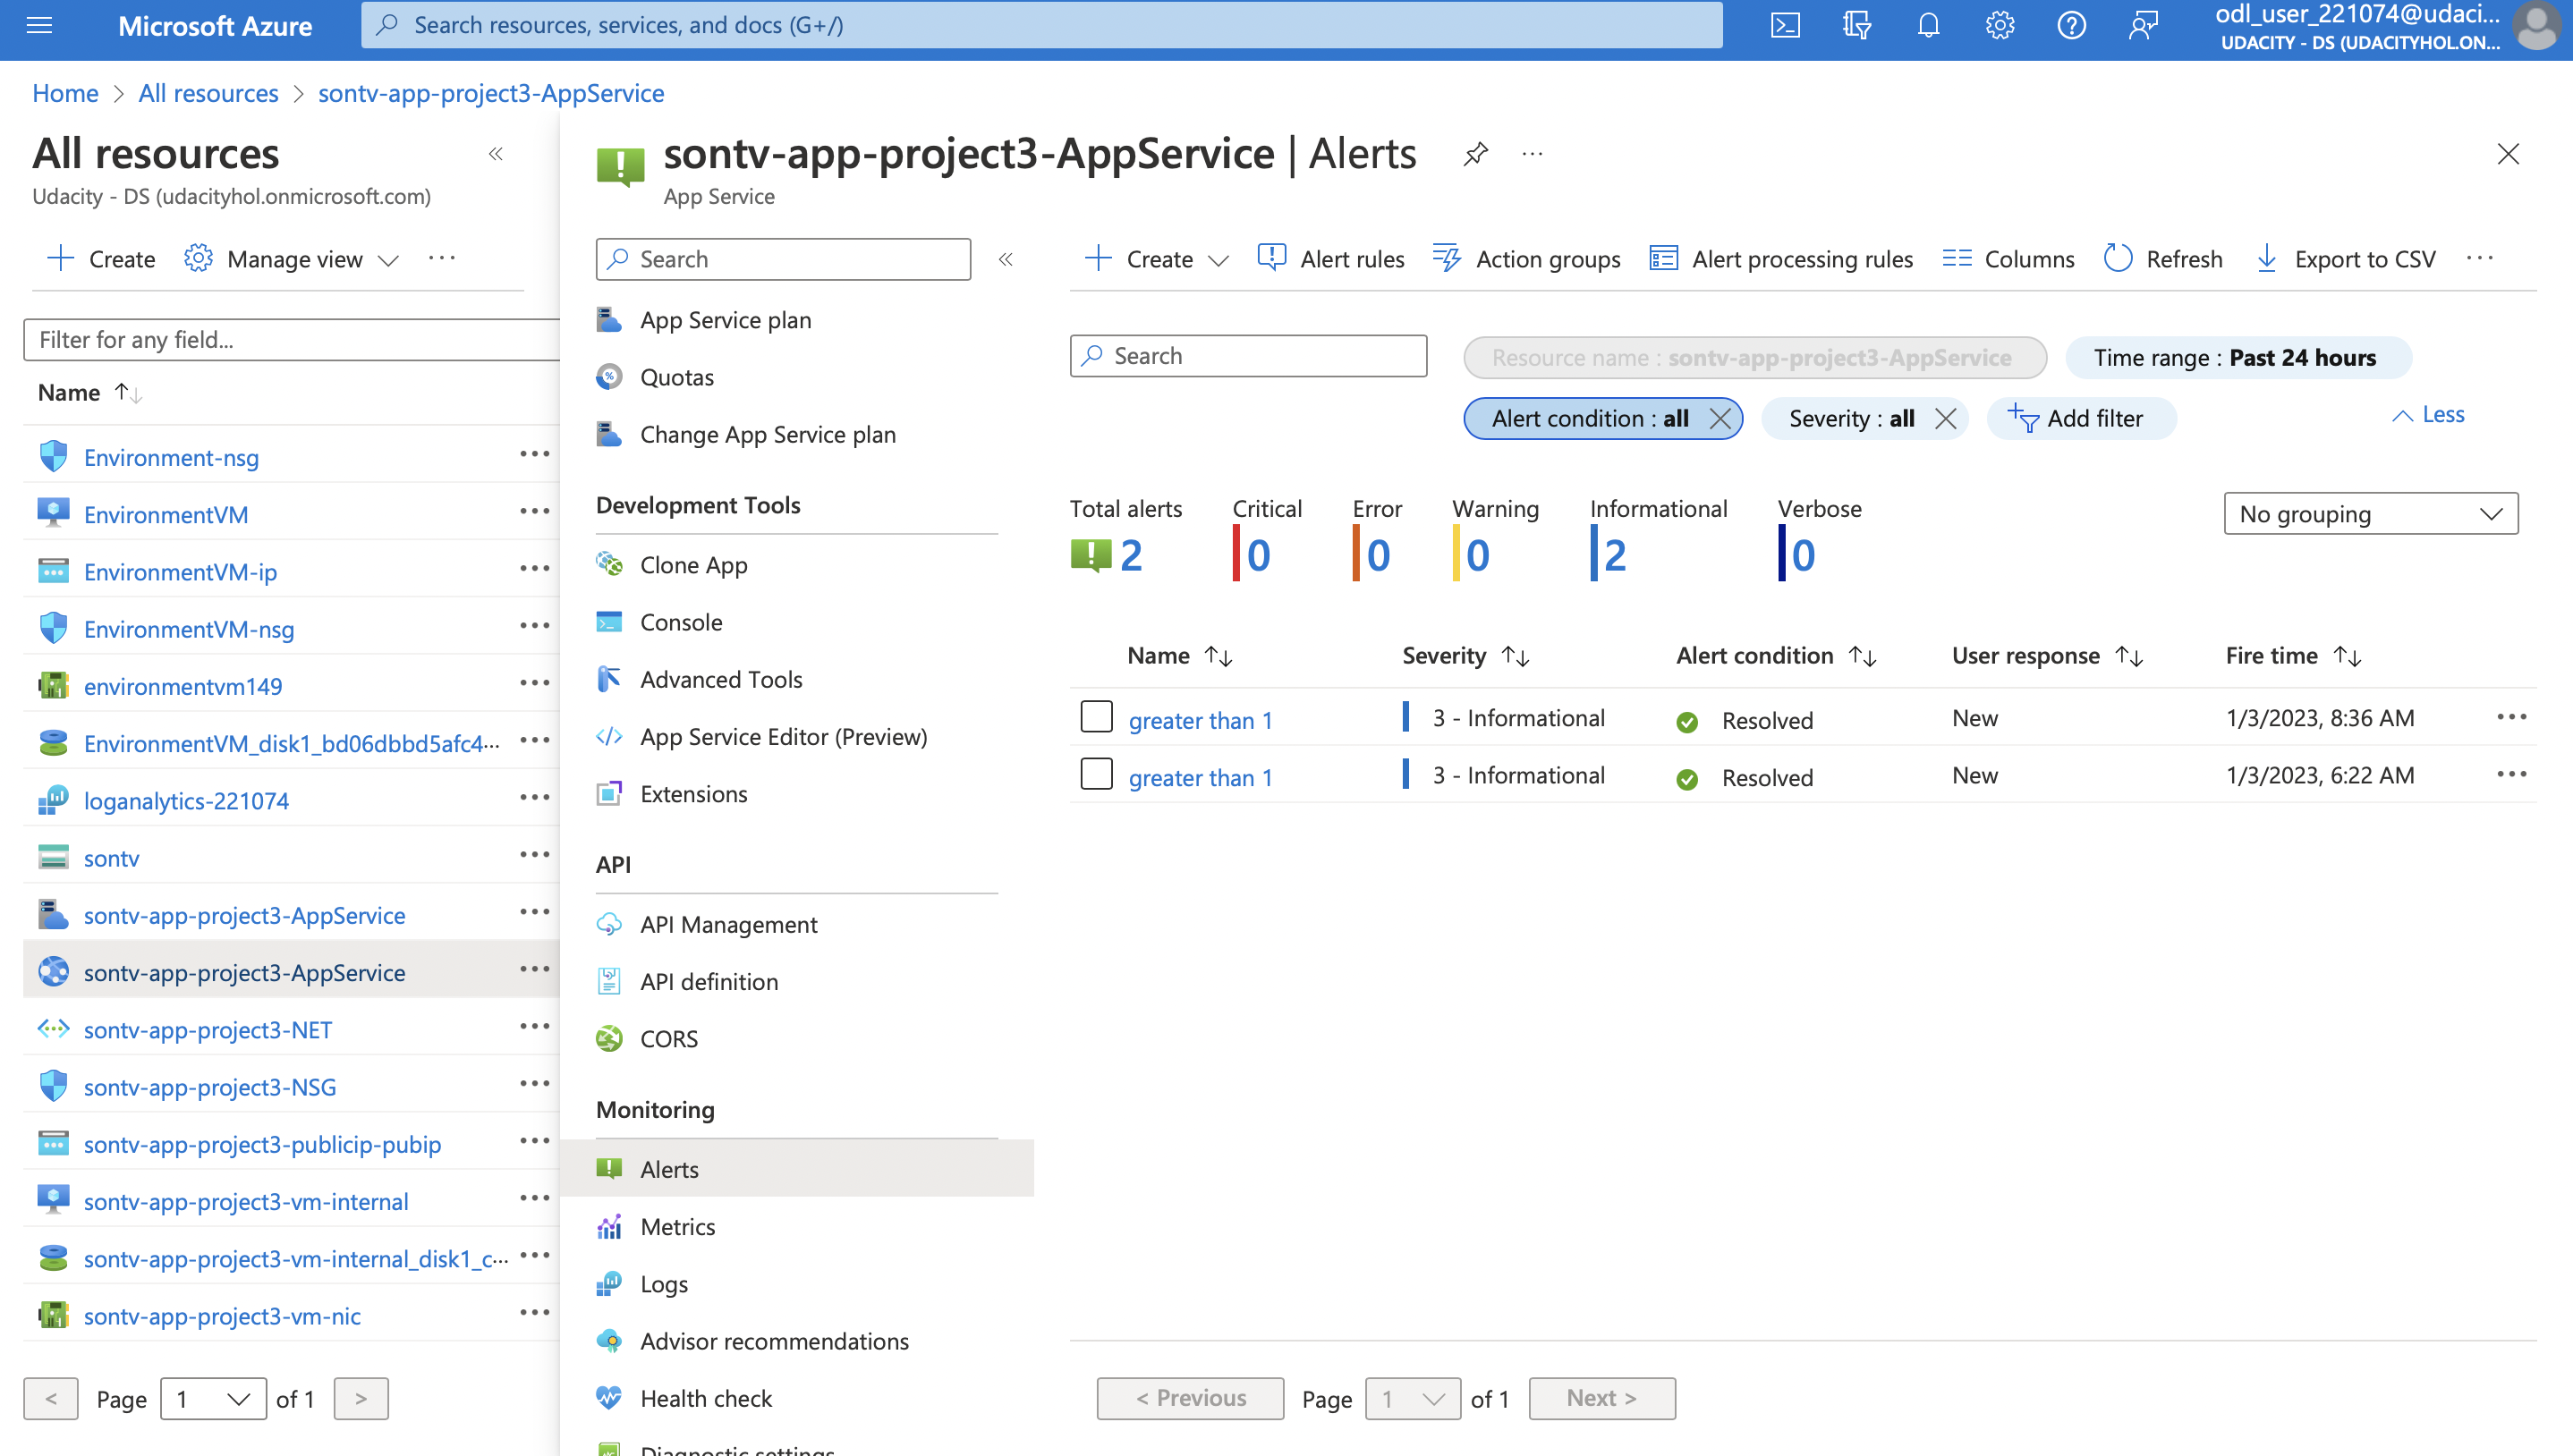 Microsoft Azure
Search resources, services, and docs (G+/)
odl_user_221074@udaci...
UDACITY - DS (UDACITYHOL.ON...
Home > All resources > sontv-app-project3-AppService
All resources
Udacity - DS (udacityhol.onmicrosoft.com)
Create
Manage view
Filter for any field...
Name
Environment-nsg
EnvironmentVM
EnvironmentVM-ip
EnvironmentVM-nsg
environmentvm149
EnvironmentVM_disk1_bd06dbbd5afc4...
loganalytics-221074
sontv
sontv-app-project3-AppService
sontv-app-project3-AppService
sontv-app-project3-NET
sontv-app-project3-NSG
sontv-app-project3-publicip-pubip
sontv-app-project3-vm-internal
sontv-app-project3-vm-internal_disk1_c...
sontv-app-project3-vm-nic
< Page 1 of 1 >
sontv-app-project3-AppService | Alerts
App Service
Search
App Service plan
Quotas
Change App Service plan
Development Tools
Clone App
Console
Advanced Tools
App Service Editor (Preview)
Extensions
API
API Management
API definition
CORS
Monitoring
Alerts
Metrics
Logs
Advisor recommendations
Health check
Diagnostic settings
Create Alert rules Action groups Alert processing rules Columns Refresh Export to CSV
Search
Resource name : sontv-app-project3-AppService Time range : Past 24 hours
Alert condition : all Severity : all Add filter
Less
Total alerts Critical Error Warning Informational Verbose
2 0 0 0 2 0
No grouping
Name Severity Alert condition User response Fire time
greater than 1 3 - Informational Resolved New 1/3/2023, 8:36 AM
greater than 1 3 - Informational Resolved New 1/3/2023, 6:22 AM
< Previous Page 1 of 1 Next >